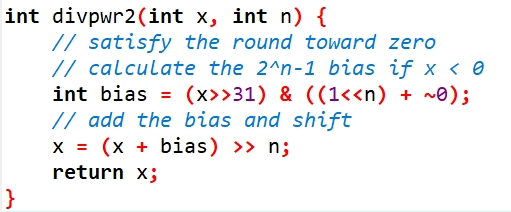 int divpwr2(int x, int n) {
    // satisfy the round toward zero
    // calculate the 2^n-1 bias if x < 0
    int bias = (x>>31) & ((1<<n) + ~0);
    // add the bias and shift
    x = (x + bias) >> n;
    return x;
}